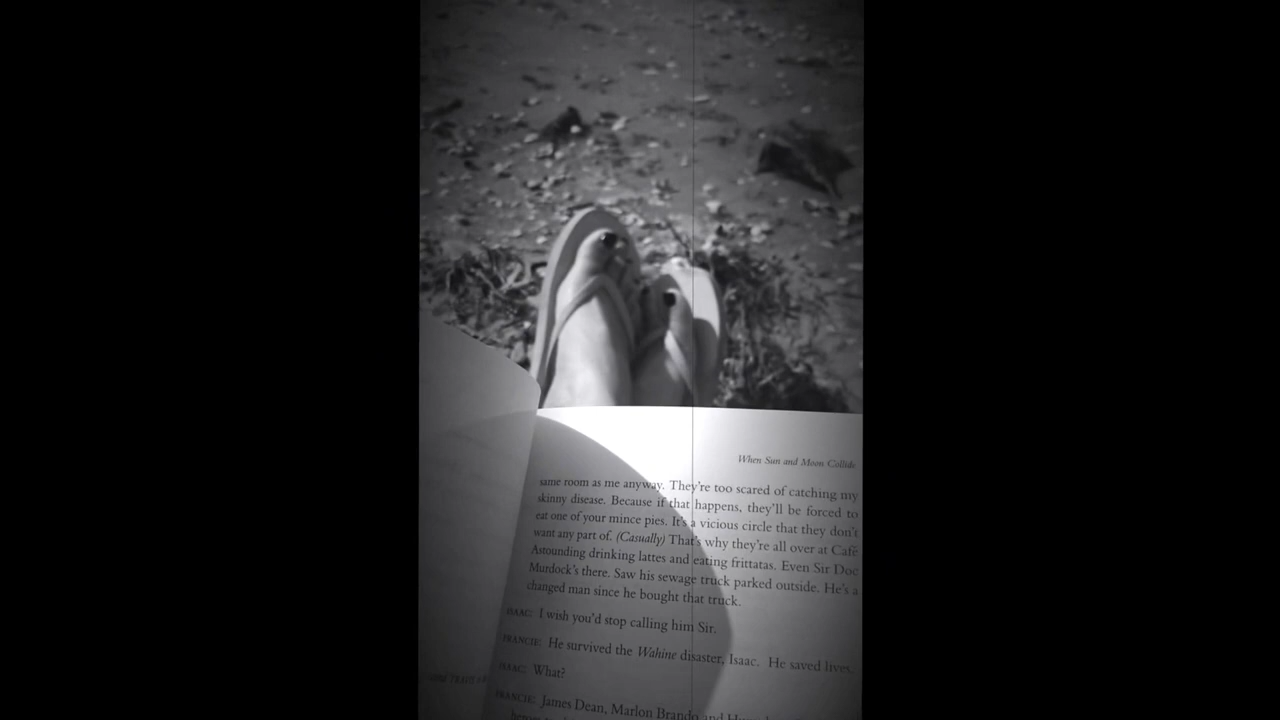 When Sun and Moon Collide
same room as me anyway. They're too scared of catching my
skinny disease. Because if that happens, they'll be forced to
eat one of your mince pies. It's a vicious circle that they don't
want any part of. (Casually) That's why they're all over at Café
Astounding drinking lattes and eating frittatas. Even Sir Doc
Murdock's there. Saw his sewage truck parked outside. He's a
changed man since he bought that truck.
ISAAC: I wish you'd stop calling him Sir.
FRANCIE: He survived the Wahine disaster, Isaac. He saved lives.
ISAAC: What?
FRANCIE: James Dean, Marlon Brando and